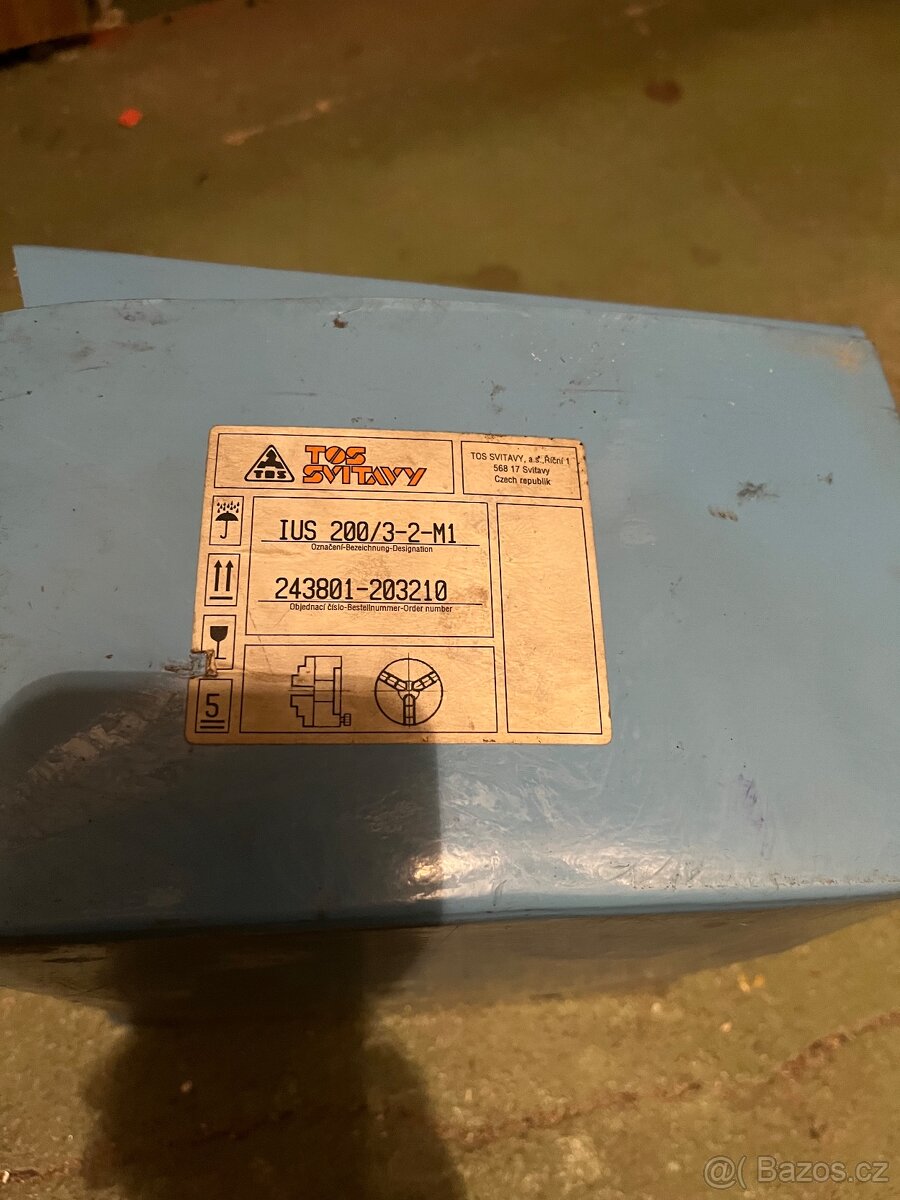 TOS
TOS
SVITAVY
TOS SVITAVY, a.s.,Říční 1
568 17 Svitavy
Czech republik
IUS 200/3-2-M1
Označení-Bezeichnung-Designation
243801-203210
Objednací číslo-Bestellnummer-Order number
5
@( Bazos.cz